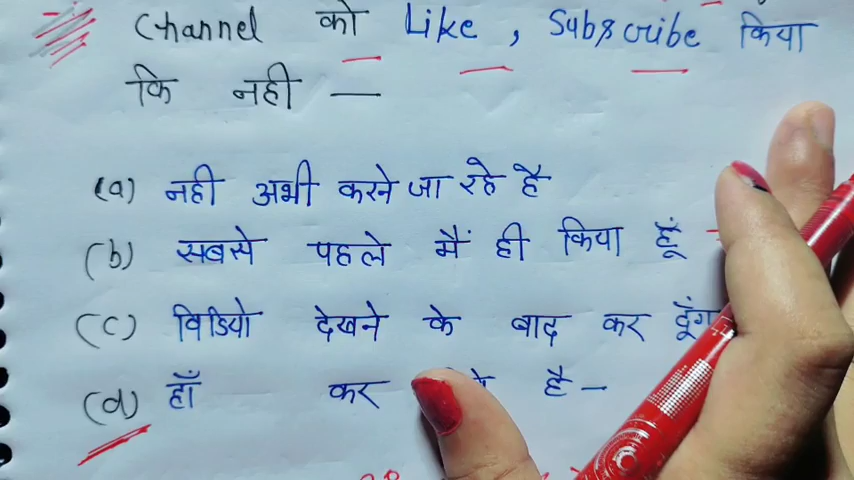 Channel को Like , Subscribe किया
कि नही —
(a) नही अभी करने जा रहे है
(b) सबसे पहले मैं ही किया हूँ
(c) विडियो देखने के बाद कर
(d) हाँ कर है –